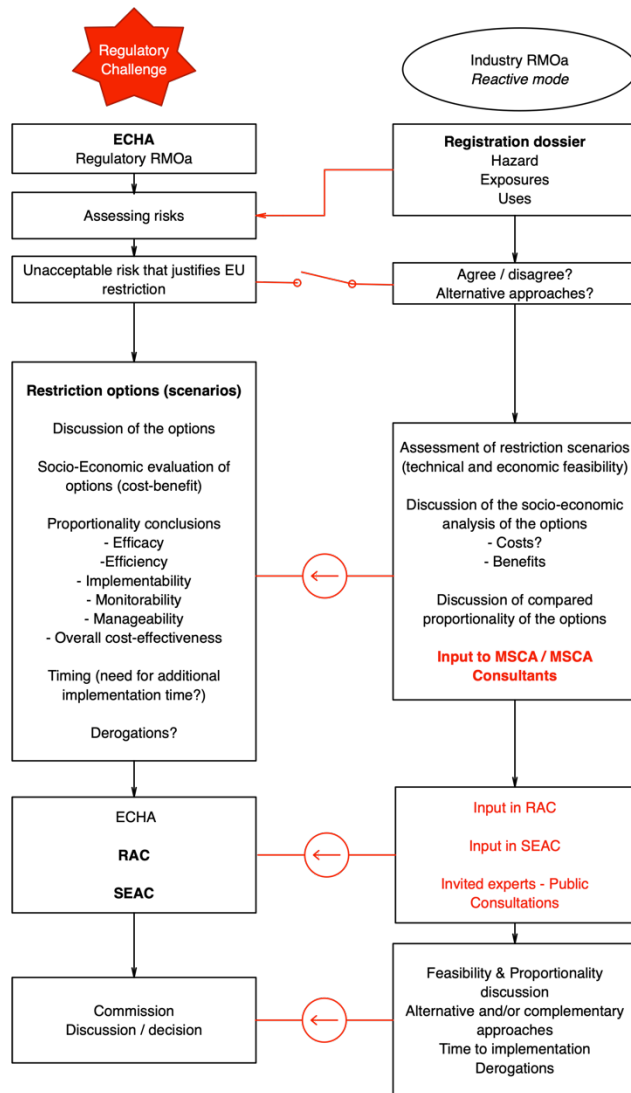 Regulatory
Challenge
Industry RMOa
Reactive mode
ECHA
Regulatory RMOa
Registration dossier
Hazard
Exposures
Uses
Assessing risks
Unacceptable risk that justifies EU
restriction
Agree / disagree?
Alternative approaches?
Restriction options (scenarios)
Discussion of the options
Socio-Economic evaluation of
options (cost-benefit)
Proportionality conclusions
- Efficacy
-Efficiency
- Implementability
- Monitorability
- Manageability
- Overall cost-effectiveness
Timing (need for additional
implementation time?)
Derogations?
Assessment of restriction scenarios
(technical and economic feasibility)
Discussion of the socio-economic
analysis of the options
- Costs?
- Benefits
Discussion of compared
proportionality of the options
Input to MSCA / MSCA
Consultants
ECHA
RAC
SEAC
Input in RAC
Input in SEAC
Invited experts - Public
Consultations
Commission
Discussion / decision
Feasibility & Proportionality
discussion
Alternative and/or complementary
approaches
Time to implementation
Derogations